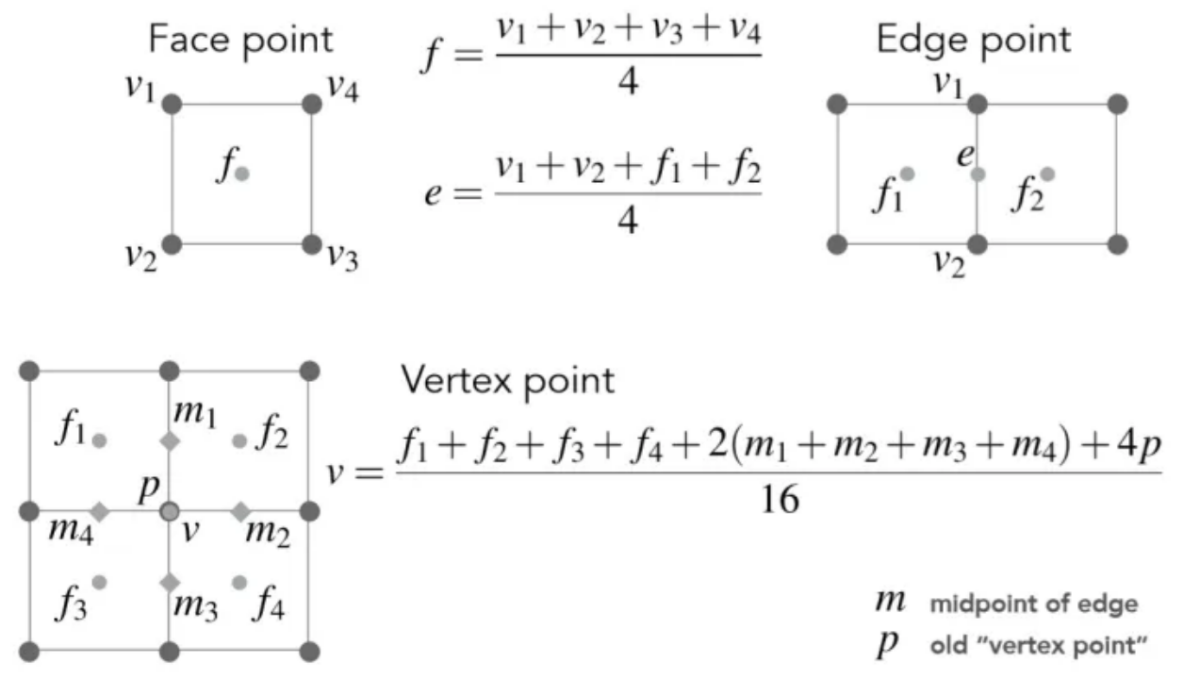 Face point
v1
v4
f
v2
v3
f = (v1 + v2 + v3 + v4) / 4
e = (v1 + v2 + f1 + f2) / 4
Edge point
v1
e
f1
f2
v2
f1
m1
f2
p
m4
v
m2
f3
m3
f4
Vertex point
v = (f1 + f2 + f3 + f4 + 2(m1 + m2 + m3 + m4) + 4p) / 16
m midpoint of edge
p old "vertex point"